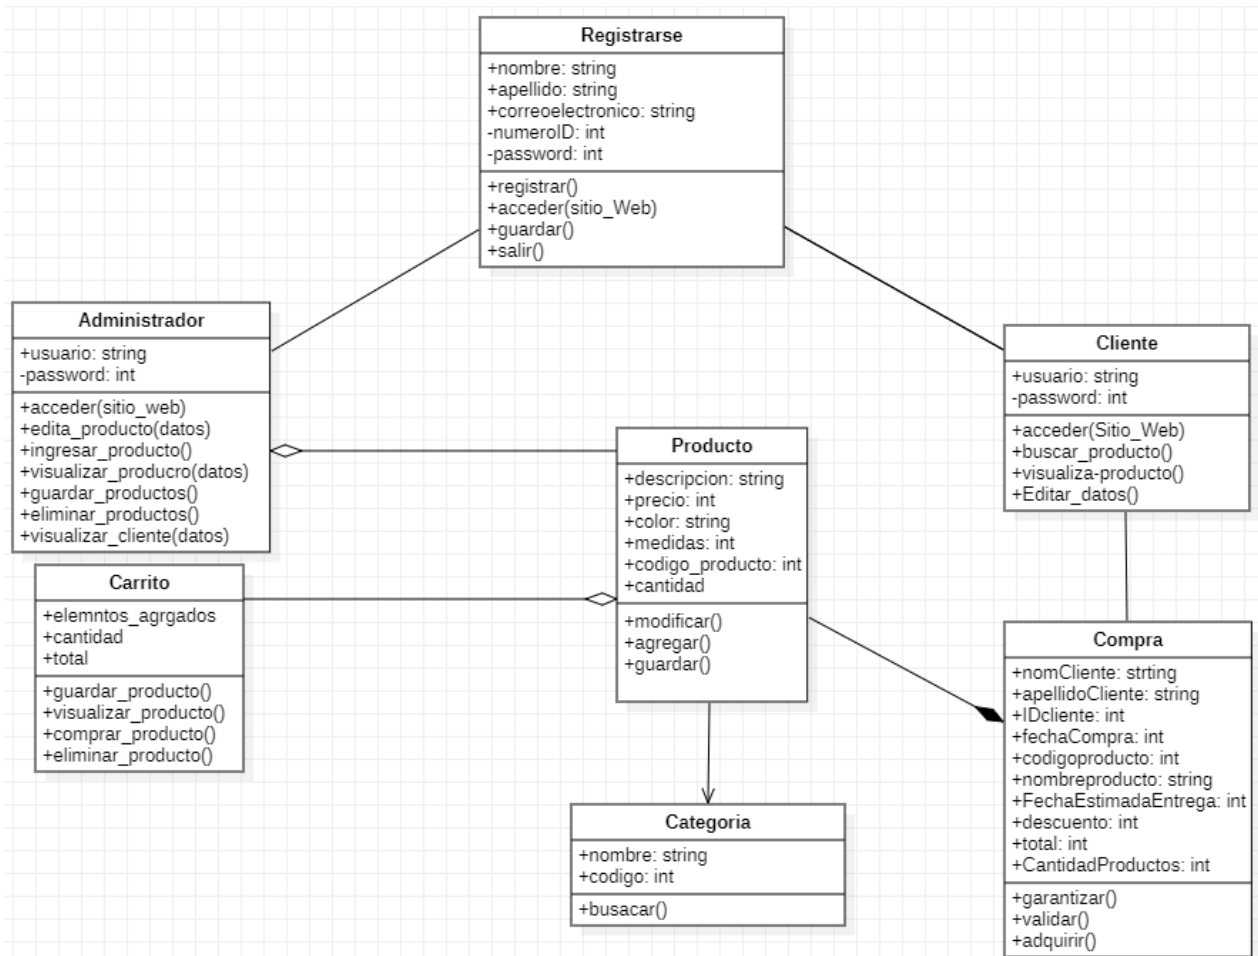 Registrarse
+nombre: string
+apellido: string
+correoelectronico: string
-numeroID: int
-password: int
+registrar()
+acceder(sitio_Web)
+guardar()
+salir()
Administrador
+usuario: string
-password: int
+acceder(sitio_web)
+edita_producto(datos)
+ingresar_producto()
+visualizar_producro(datos)
+guardar_productos()
+eliminar_productos()
+visualizar_cliente(datos)
Cliente
+usuario: string
-password: int
+acceder(Sitio_Web)
+buscar_producto()
+visualiza-producto()
+Editar_datos()
Producto
+descripcion: string
+precio: int
+color: string
+medidas: int
+codigo_producto: int
+cantidad
+modificar()
+agregar()
+guardar()
Carrito
+elemntos_agrgados
+cantidad
+total
+guardar_producto()
+visualizar_producto()
+comprar_producto()
+eliminar_producto()
Compra
+nomCliente: strting
+apellidoCliente: string
+IDcliente: int
+fechaCompra: int
+codigoproducto: int
+nombreproducto: string
+FechaEstimadaEntrega: int
+descuento: int
+total: int
+CantidadProductos: int
+garantizar()
+validar()
+adquirir()
Categoria
+nombre: string
+codigo: int
+busacar()